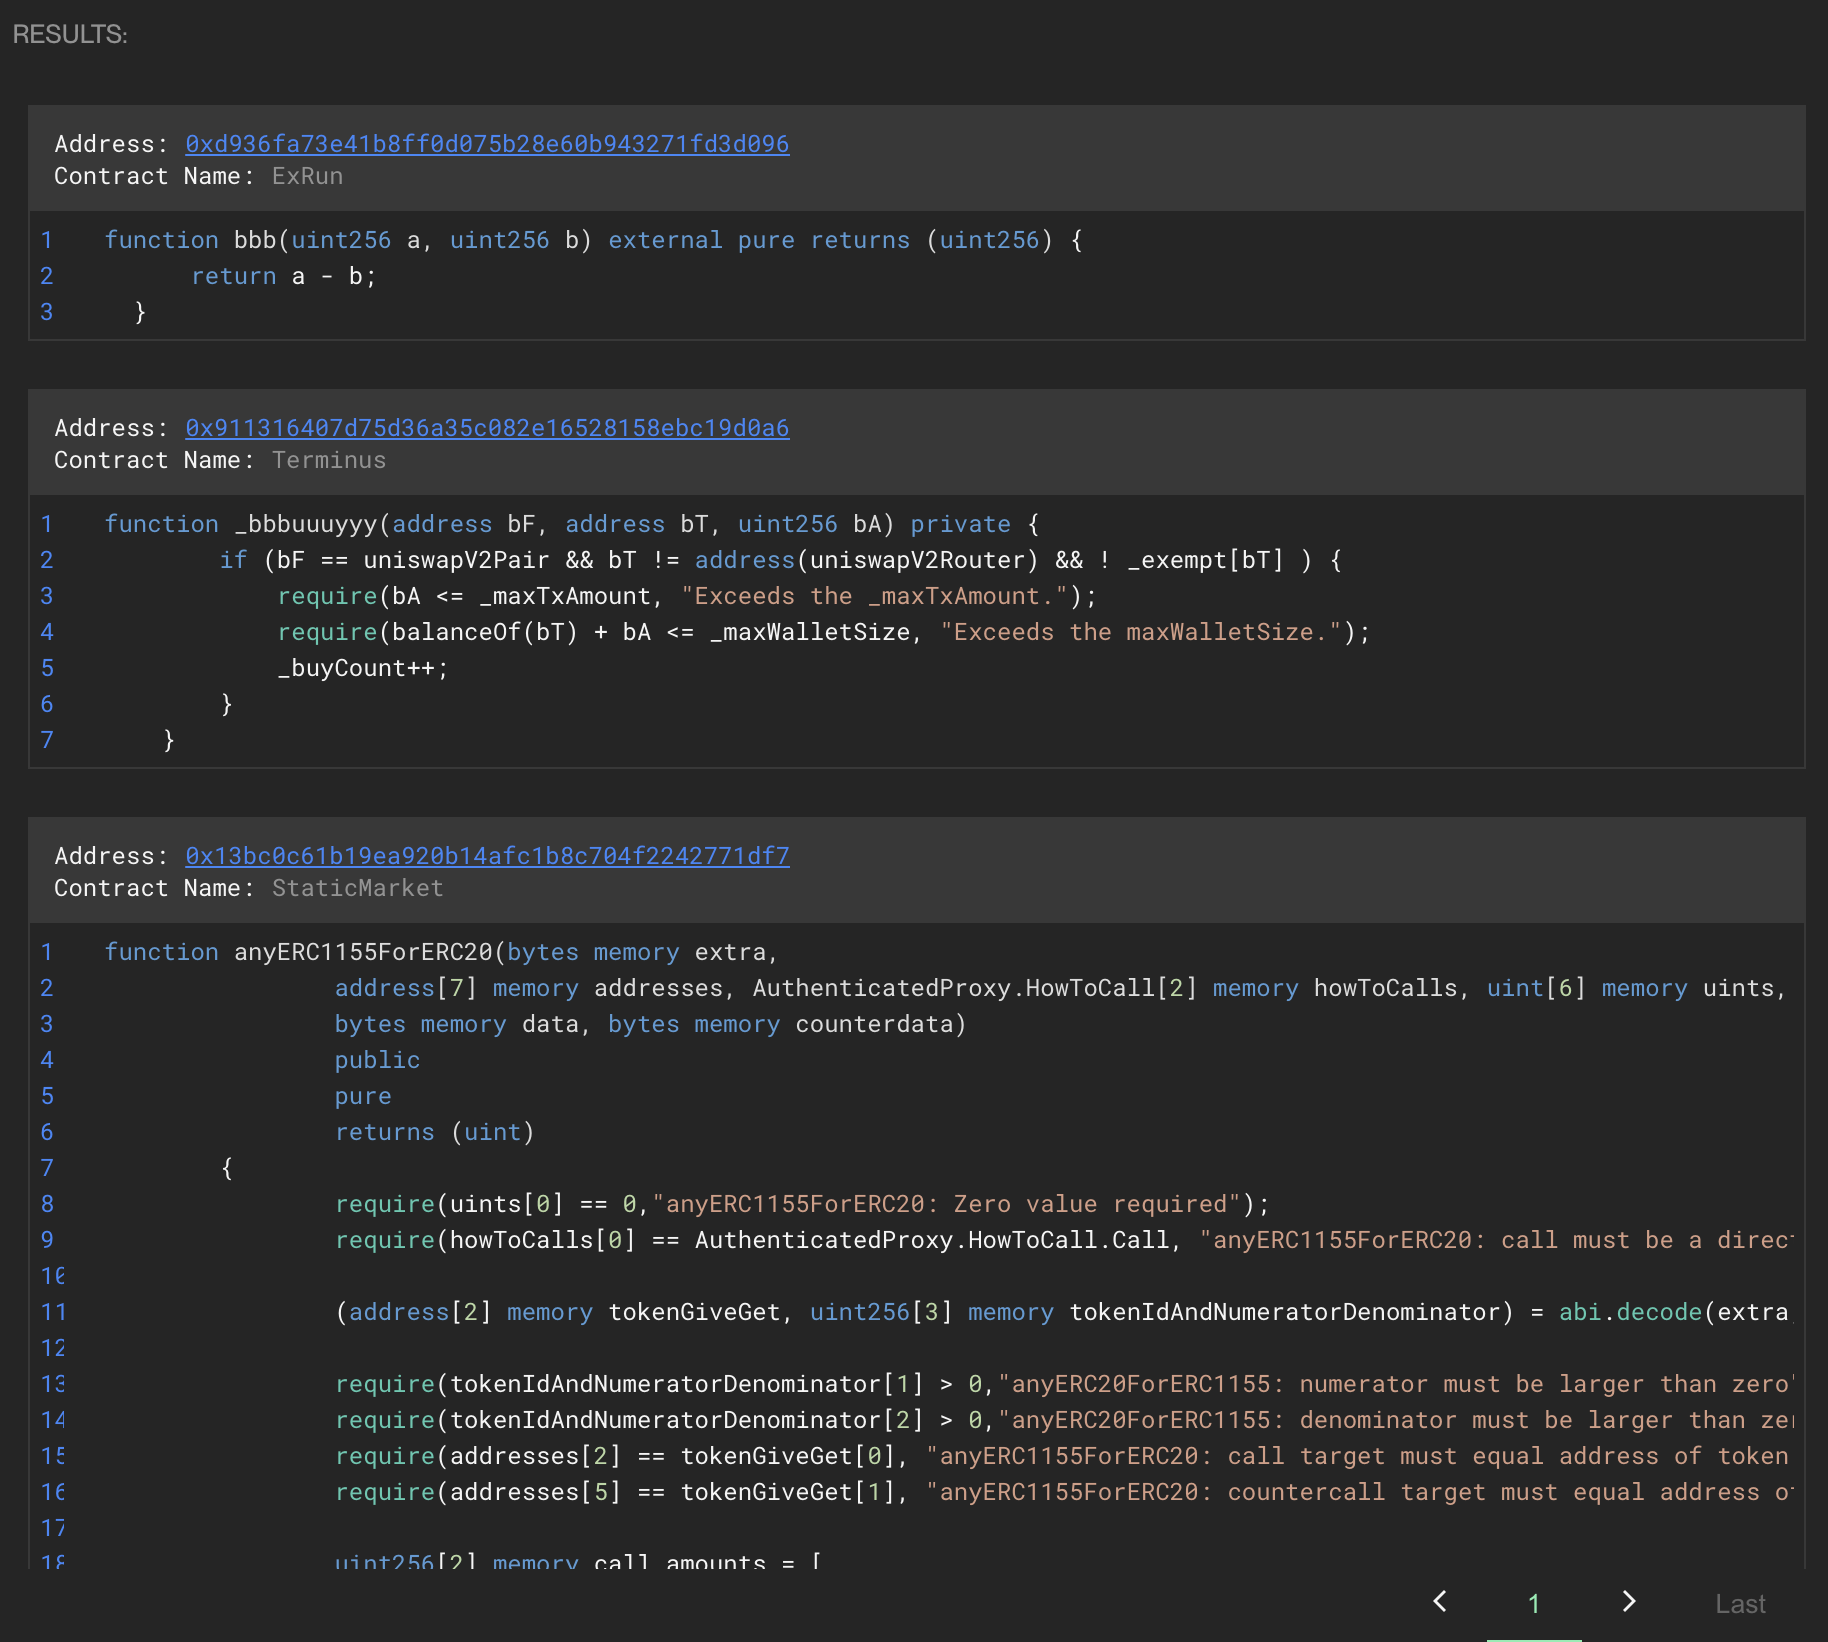 RESULTS:
Address: 0xd936fa73e41b8ff0d075b28e60b943271fd3d096
Contract Name: ExRun
1 function bbb(uint256 a, uint256 b) external pure returns (uint256) {
2 return a - b;
3 }
Address: 0x911316407d75d36a35c082e16528158ebc19d0a6
Contract Name: Terminus
1 function _bbbuuuyyy(address bF, address bT, uint256 bA) private {
2 if (bF == uniswapV2Pair && bT != address(uniswapV2Router) && ! _exempt[bT] ) {
3 require(bA <= _maxTxAmount, "Exceeds the _maxTxAmount.");
4 require(balanceOf(bT) + bA <= _maxWalletSize, "Exceeds the maxWalletSize.");
5 _buyCount++;
6 }
7 }
Address: 0x13bc0c61b19ea920b14afc1b8c704f2242771df7
Contract Name: StaticMarket
1 function anyERC1155ForERC20(bytes memory extra,
2 address[7] memory addresses, AuthenticatedProxy.HowToCall[2] memory howToCalls, uint[6] memory uints,
3 bytes memory data, bytes memory counterdata)
4 public
5 pure
6 returns (uint)
7 {
8 require(uints[0] == 0,"anyERC1155ForERC20: Zero value required");
9 require(howToCalls[0] == AuthenticatedProxy.HowToCall.Call, "anyERC1155ForERC20: call must be a direc
10
11 (address[2] memory tokenGiveGet, uint256[3] memory tokenIdAndNumeratorDenominator) = abi.decode(extra
12
13 require(tokenIdAndNumeratorDenominator[1] > 0,"anyERC20ForERC1155: numerator must be larger than zero
14 require(tokenIdAndNumeratorDenominator[2] > 0,"anyERC20ForERC1155: denominator must be larger than
15 require(addresses[2] == tokenGiveGet[0], "anyERC1155ForERC20: call target must equal address of token
16 require(addresses[5] == tokenGiveGet[1], "anyERC1155ForERC20: countercall target must equal address
17
18 uint256[2] memory call_amounts = [
1 Last